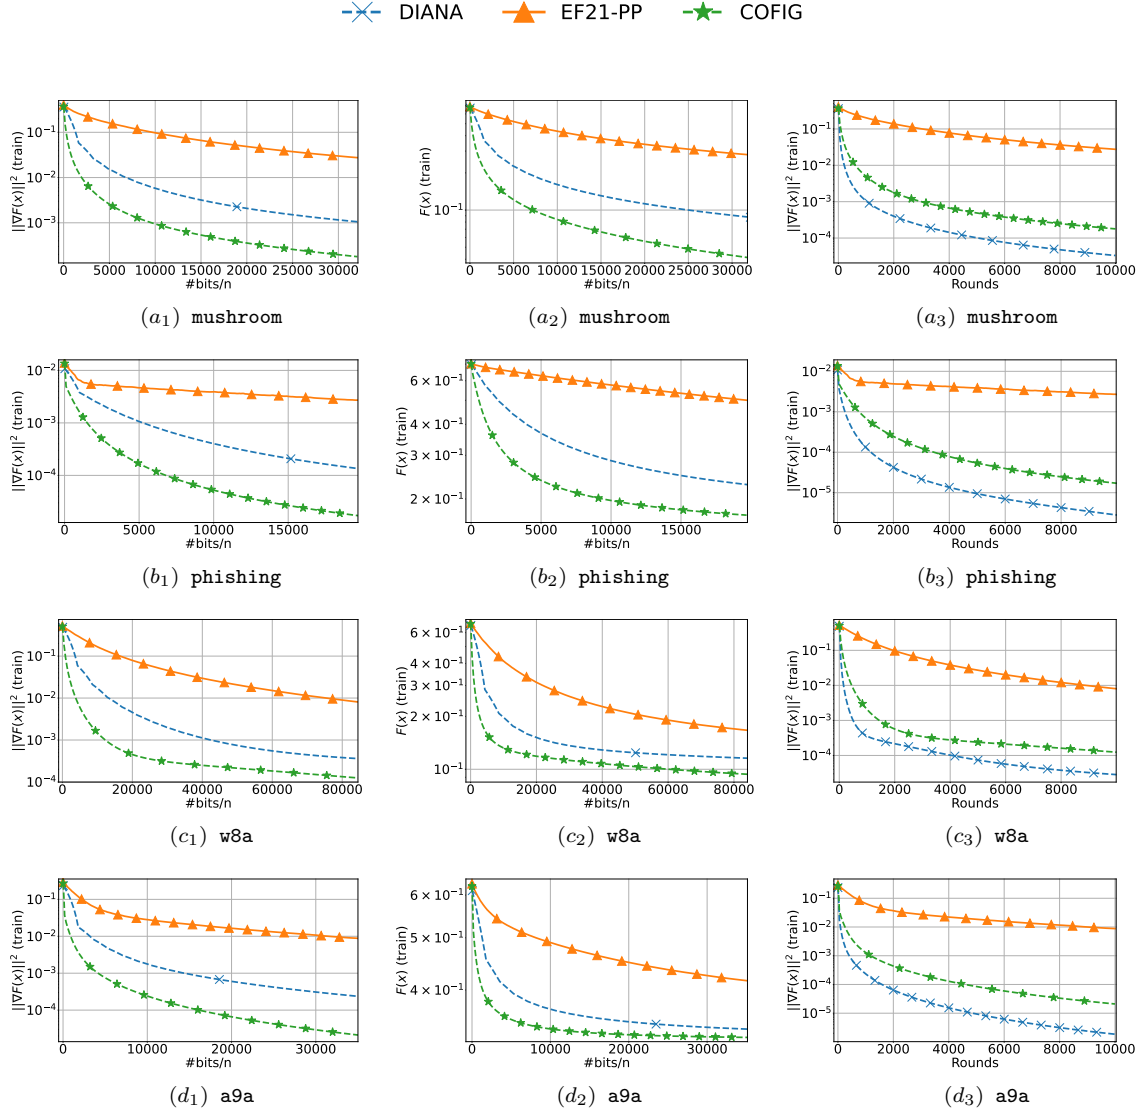 DIANA EF21-PP COFIG
||∇F(x)||² (train)
10⁻¹
10⁻²
10⁻³
0 5000 10000 15000 20000 25000 30000
#bits/n
(a₁) mushroom
F(x) (train)
10⁻¹
0 5000 10000 15000 20000 25000 30000
#bits/n
(a₂) mushroom
||∇F(x)||² (train)
10⁻¹
10⁻²
10⁻³
10⁻⁴
0 2000 4000 6000 8000 10000
Rounds
(a₃) mushroom
||∇F(x)||² (train)
10⁻²
10⁻³
10⁻⁴
0 5000 10000 15000
#bits/n
(b₁) phishing
F(x) (train)
6 × 10⁻¹
4 × 10⁻¹
3 × 10⁻¹
2 × 10⁻¹
0 5000 10000 15000
#bits/n
(b₂) phishing
||∇F(x)||² (train)
10⁻²
10⁻³
10⁻⁴
10⁻⁵
0 2000 4000 6000 8000
Rounds
(b₃) phishing
||∇F(x)||² (train)
10⁻¹
10⁻²
10⁻³
10⁻⁴
0 20000 40000 60000 80000
#bits/n
(c₁) w8a
F(x) (train)
6 × 10⁻¹
4 × 10⁻¹
3 × 10⁻¹
2 × 10⁻¹
10⁻¹
0 20000 40000 60000 80000
#bits/n
(c₂) w8a
||∇F(x)||² (train)
10⁻¹
10⁻²
10⁻³
10⁻⁴
0 2000 4000 6000 8000
Rounds
(c₃) w8a
||∇F(x)||² (train)
10⁻¹
10⁻²
10⁻³
10⁻⁴
0 10000 20000 30000
#bits/n
(d₁) a9a
F(x) (train)
6 × 10⁻¹
5 × 10⁻¹
4 × 10⁻¹
0 10000 20000 30000
#bits/n
(d₂) a9a
||∇F(x)||² (train)
10⁻¹
10⁻²
10⁻³
10⁻⁴
10⁻⁵
0 2000 4000 6000 8000 10000
Rounds
(d₃) a9a